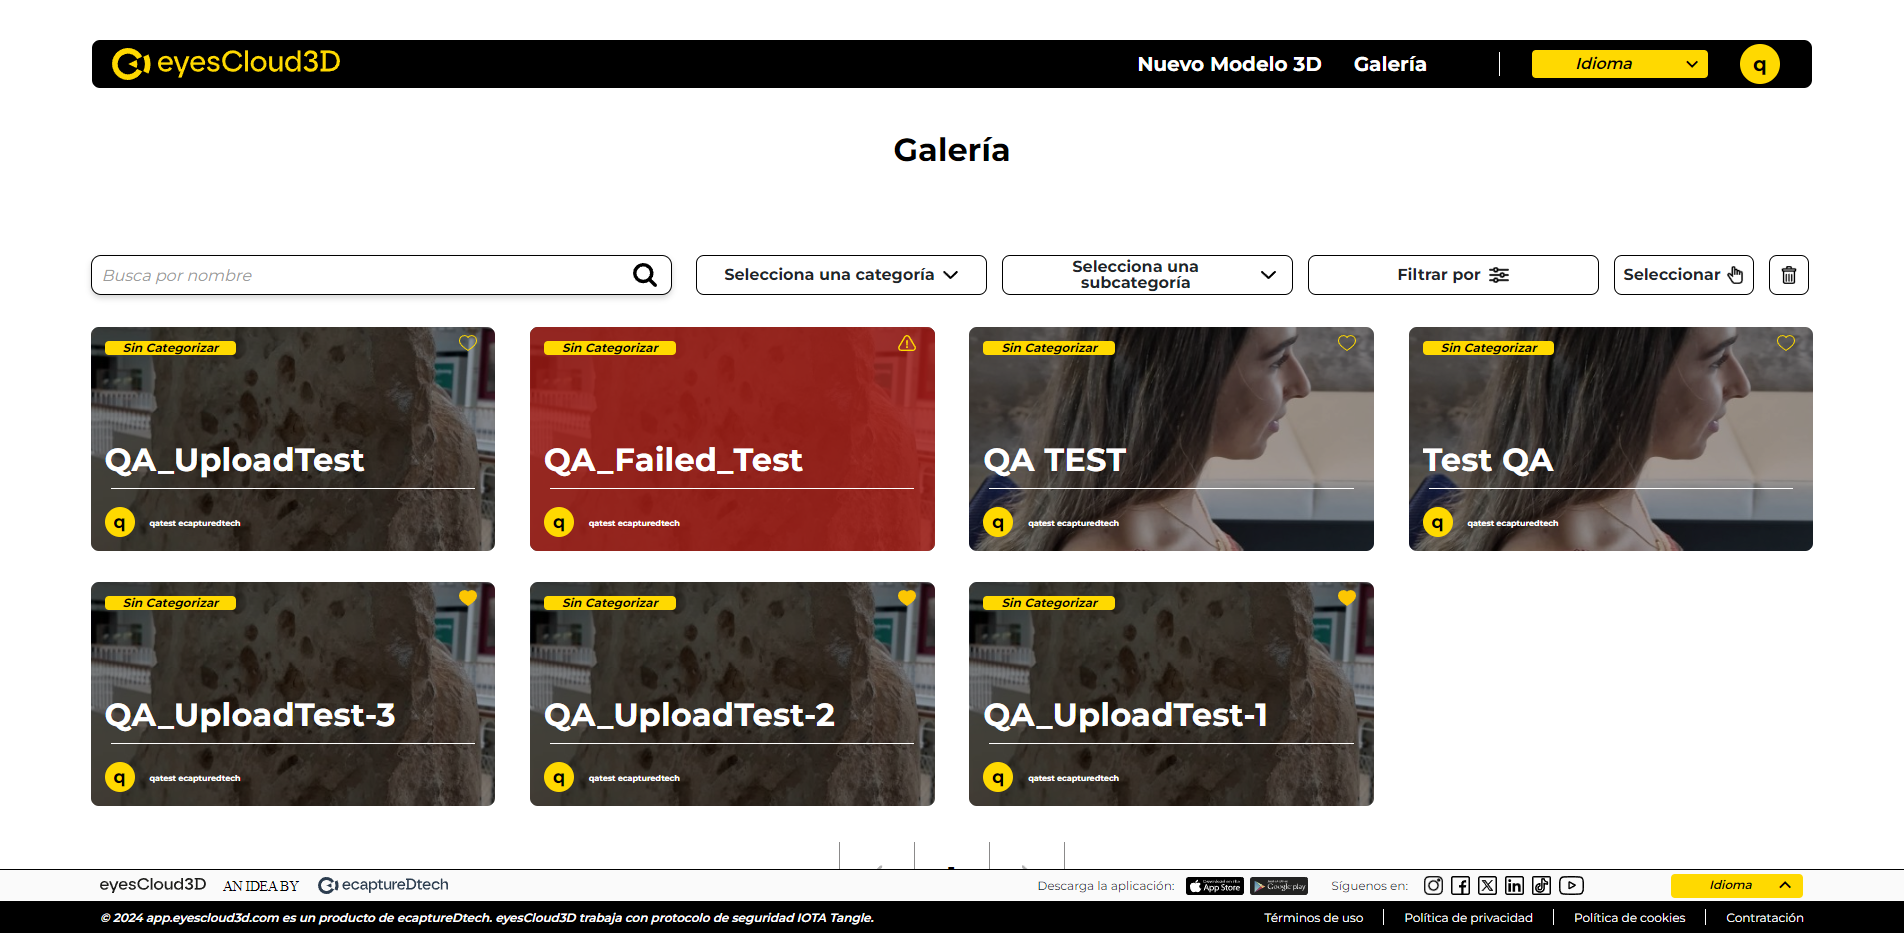 eyesCloud3D
Nuevo Modelo 3D
Galería
Idioma
q
Galería
Busca por nombre
Selecciona una categoría
Selecciona una
subcategoría
Filtrar por
Seleccionar
Sin Categorizar
QA_UploadTest
q
qatest ecapturedtech
Sin Categorizar
QA_Failed_Test
q
qatest ecapturedtech
Sin Categorizar
QA TEST
q
qatest ecapturedtech
Sin Categorizar
Test QA
q
qatest ecapturedtech
Sin Categorizar
QA_UploadTest-3
q
qatest ecapturedtech
Sin Categorizar
QA_UploadTest-2
q
qatest ecapturedtech
Sin Categorizar
QA_UploadTest-1
q
qatest ecapturedtech
eyesCloud3D
AN IDEA BY
ecaptureDtech
Descarga la aplicación:
App Store
Google play
Síguenos en:
Idioma
© 2024 app.eyescloud3d.com es un producto de ecaptureDtech. eyesCloud3D trabaja con protocolo de seguridad IOTA Tangle.
Términos de uso
Política de privacidad
Política de cookies
Contratación